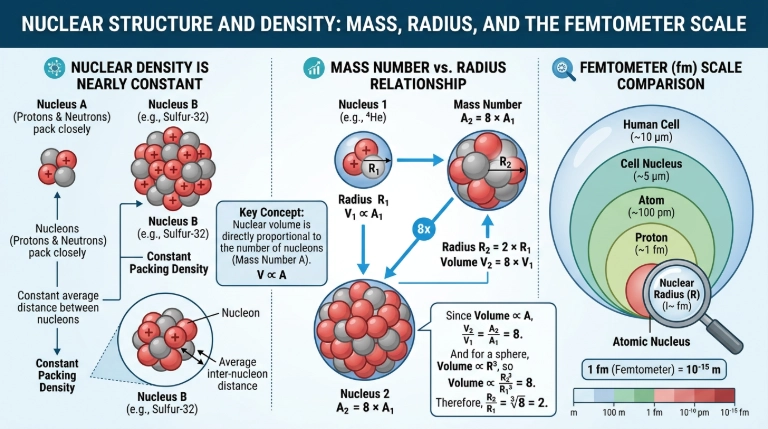 NUCLEAR STRUCTURE AND DENSITY: MASS, RADIUS, AND THE FEMTOMETER SCALE
NUCLEAR DENSITY IS
NEARLY CONSTANT
Nucleus A
(Protons & Neutrons)
pack closely
Nucleus B
(e.g., Sulfur-32)
Nucleons
(Protons & Neutrons)
pack closely
Nucleus B
(e.g., Sulfur-32)
Constant
Packing Density
Constant average
distance between
nucleons
Constant
Packing
Density
Nucleon
Average
inter-nucleon
distance
Nucleus B
(e.g., Sulfur-32)
Key Concept:
Nuclear volume is
directly proportional to
the number of nucleons
(Mass Number A).
V ∝ A
MASS NUMBER vs. RADIUS
RELATIONSHIP
Nucleus 1
(e.g., ⁴He)
R₁
Radius R₁
V₁ ∝ A₁
Mass Number
A₂ = 8 × A₁
R₂
8x
Radius R₂ = 2 × R₁
Volume V₂ = 8 × V₁
Nucleus 2
A₂ = 8 × A₁
Since Volume ∝ A,
V₂/V₁ = A₂/A₁ = 8.
And for a sphere,
Volume ∝ R³, so
Volume ∝ R₂³/R₁³ = 8.
Therefore, R₂/R₁ = ∛8 = 2.
FEMTOMETER (fm) SCALE
COMPARISON
Human Cell
(~10 μm)
Cell Nucleus
(~5 μm)
Atom
(~100 pm)
Proton
(~1 fm)
Nuclear
Radius (R)
(l~ fm)
Atomic Nucleus
1 fm (Femtometer) = 10⁻¹⁵ m
m 100 m 1 fm 10⁻¹⁰ pm 10⁻¹⁵ fm